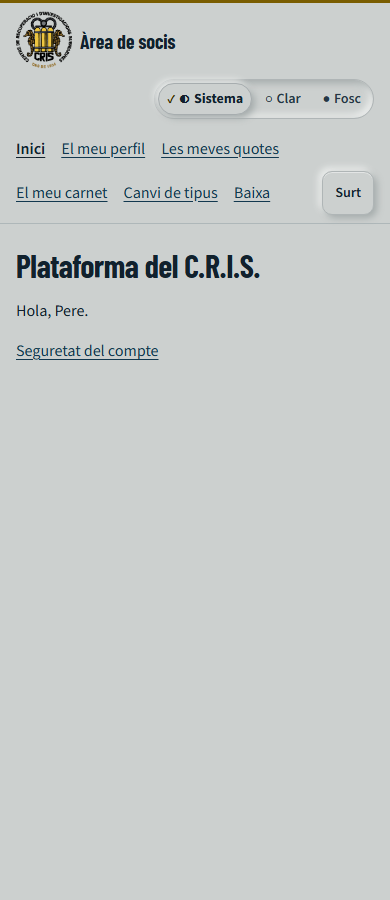 CRIS
Àrea de socis
✓ ◐ Sistema ○ Clar ● Fosc
Inici El meu perfil Les meves quotes
El meu carnet Canvi de tipus Baixa Surt
Plataforma del C.R.I.S.
Hola, Pere.
Seguretat del compte